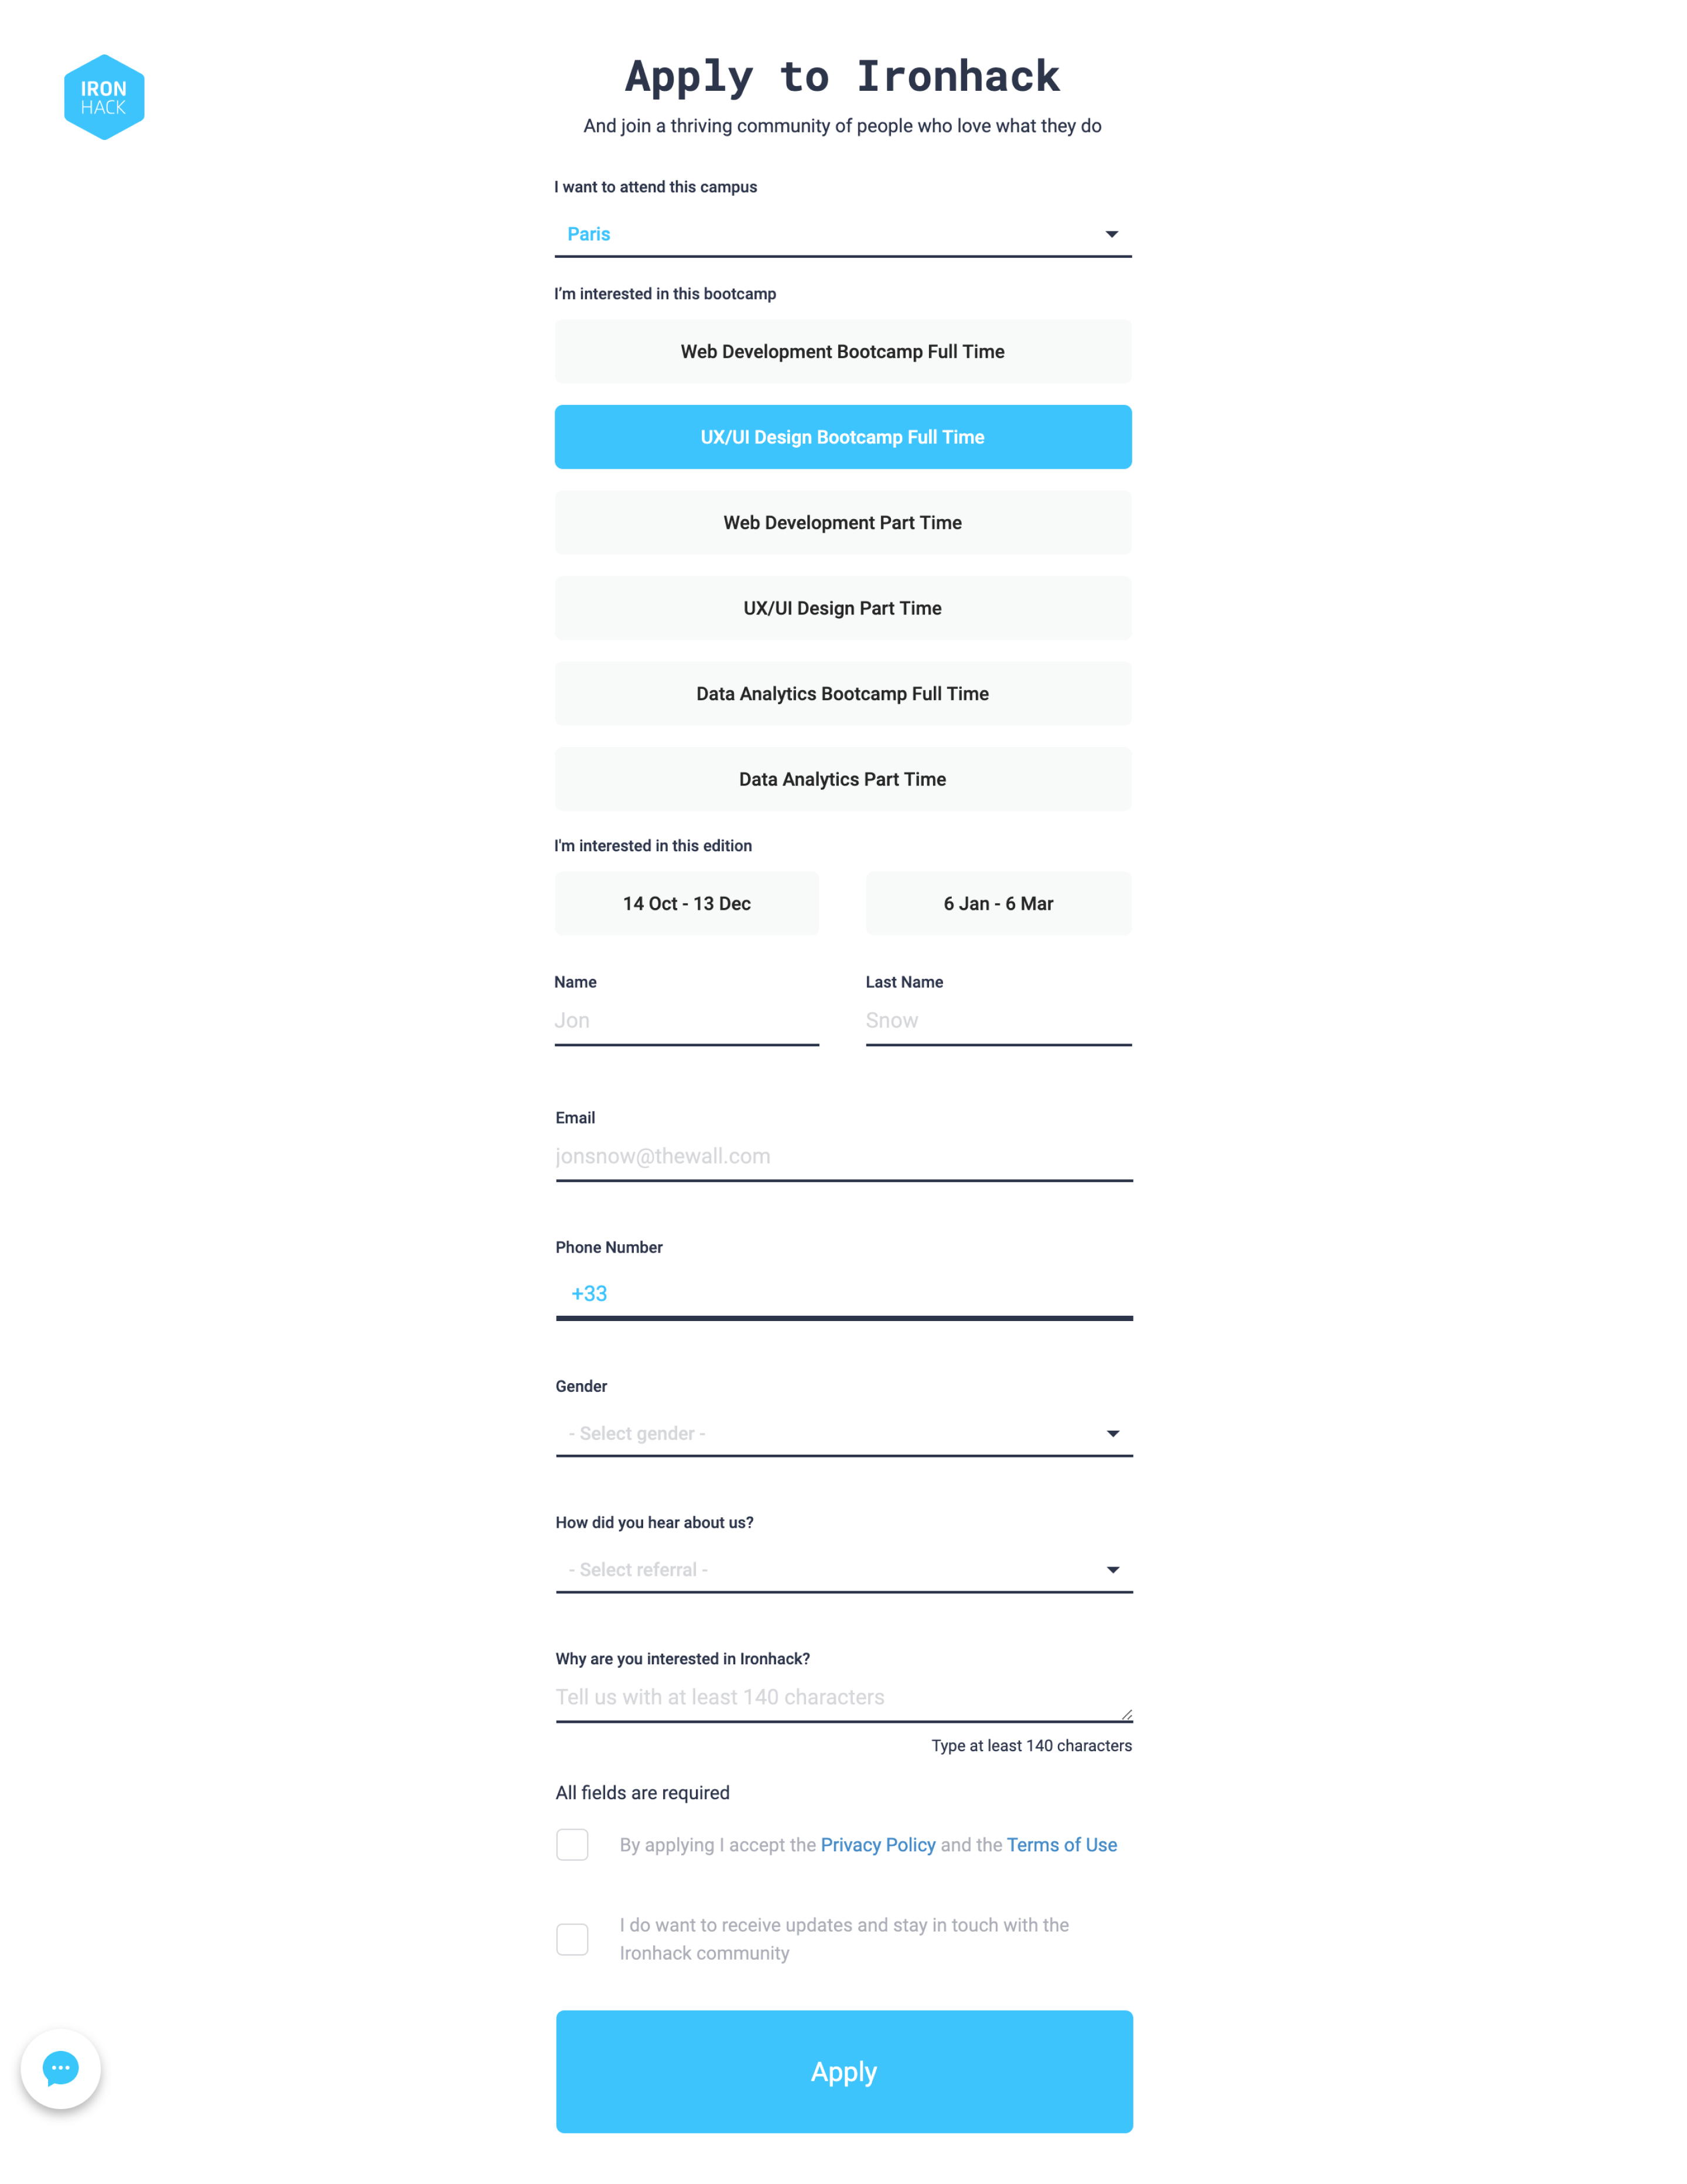 IRON
HACK
Apply to Ironhack
And join a thriving community of people who love what they do
I want to attend this campus
Paris
I’m interested in this bootcamp
Web Development Bootcamp Full Time
UX/UI Design Bootcamp Full Time
Web Development Part Time
UX/UI Design Part Time
Data Analytics Bootcamp Full Time
Data Analytics Part Time
I'm interested in this edition
14 Oct - 13 Dec
6 Jan - 6 Mar
Name
Last Name
Jon
Snow
Email
jonsnow@thewall.com
Phone Number
+33
Gender
- Select gender -
How did you hear about us?
- Select referral -
Why are you interested in Ironhack?
Tell us with at least 140 characters
Type at least 140 characters
All fields are required
By applying I accept the Privacy Policy and the Terms of Use
I do want to receive updates and stay in touch with the
Ironhack community
Apply